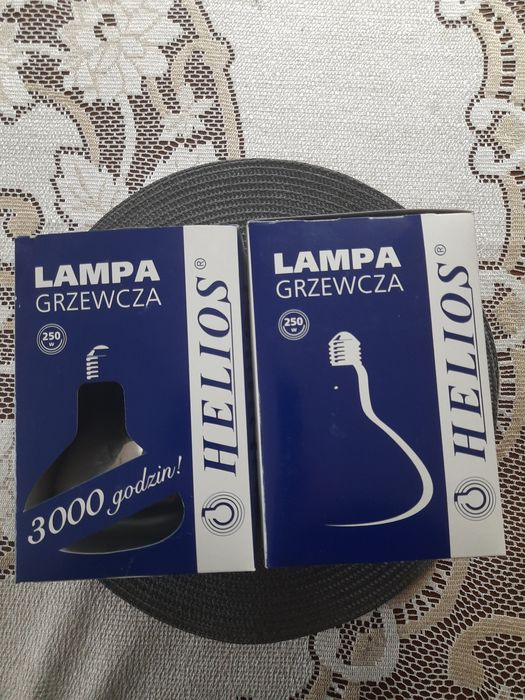 LAMPA
GRZEWCZA
250
W
3000 godzin!
HELIOS®
LAMPA
GRZEWCZA
250
W
HELIOS®